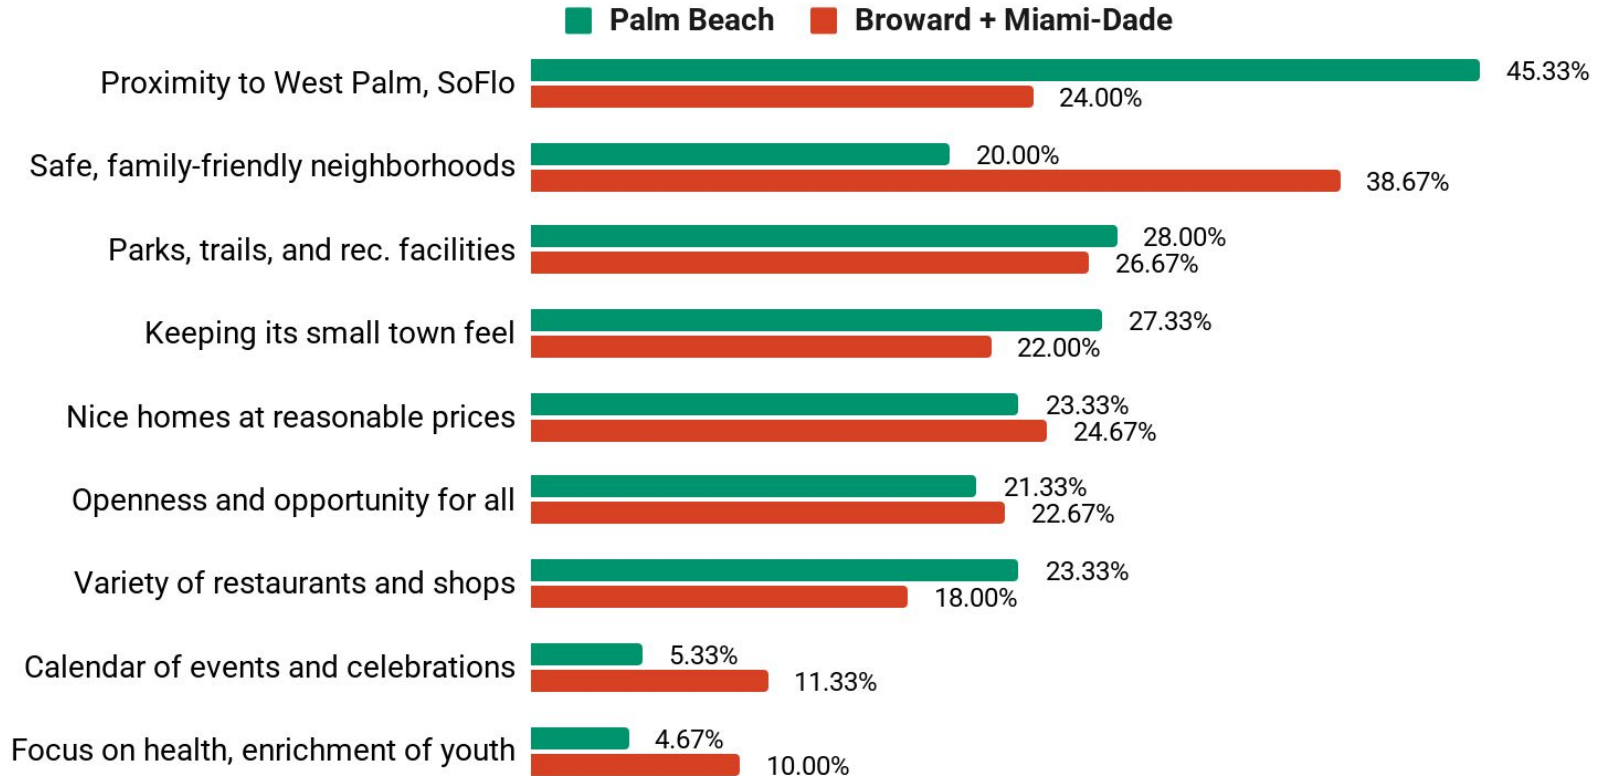 Palm Beach Broward + Miami-Dade
Proximity to West Palm, SoFlo
45.33%
24.00%
Safe, family-friendly neighborhoods
20.00%
38.67%
Parks, trails, and rec. facilities
28.00%
26.67%
Keeping its small town feel
27.33%
22.00%
Nice homes at reasonable prices
23.33%
24.67%
Openness and opportunity for all
21.33%
22.67%
Variety of restaurants and shops
23.33%
18.00%
Calendar of events and celebrations
5.33%
11.33%
Focus on health, enrichment of youth
4.67%
10.00%